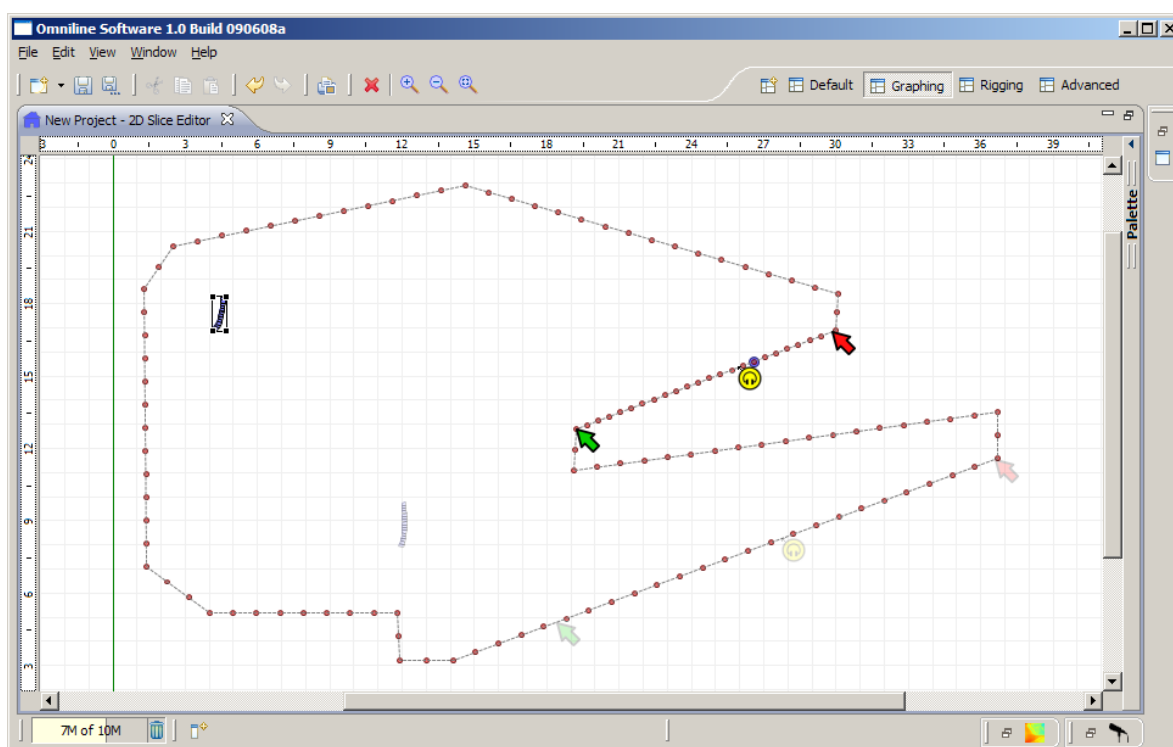 Omniline Software 1.0 Build 090608a
File Edit View Window Help
Default Graphing Rigging Advanced
New Project - 2D Slice Editor
3 0 3 6 9 12 15 18 21 24 27 30 33 36 39
24
21
18
15
12
9
6
3
Palette
7M of 10M